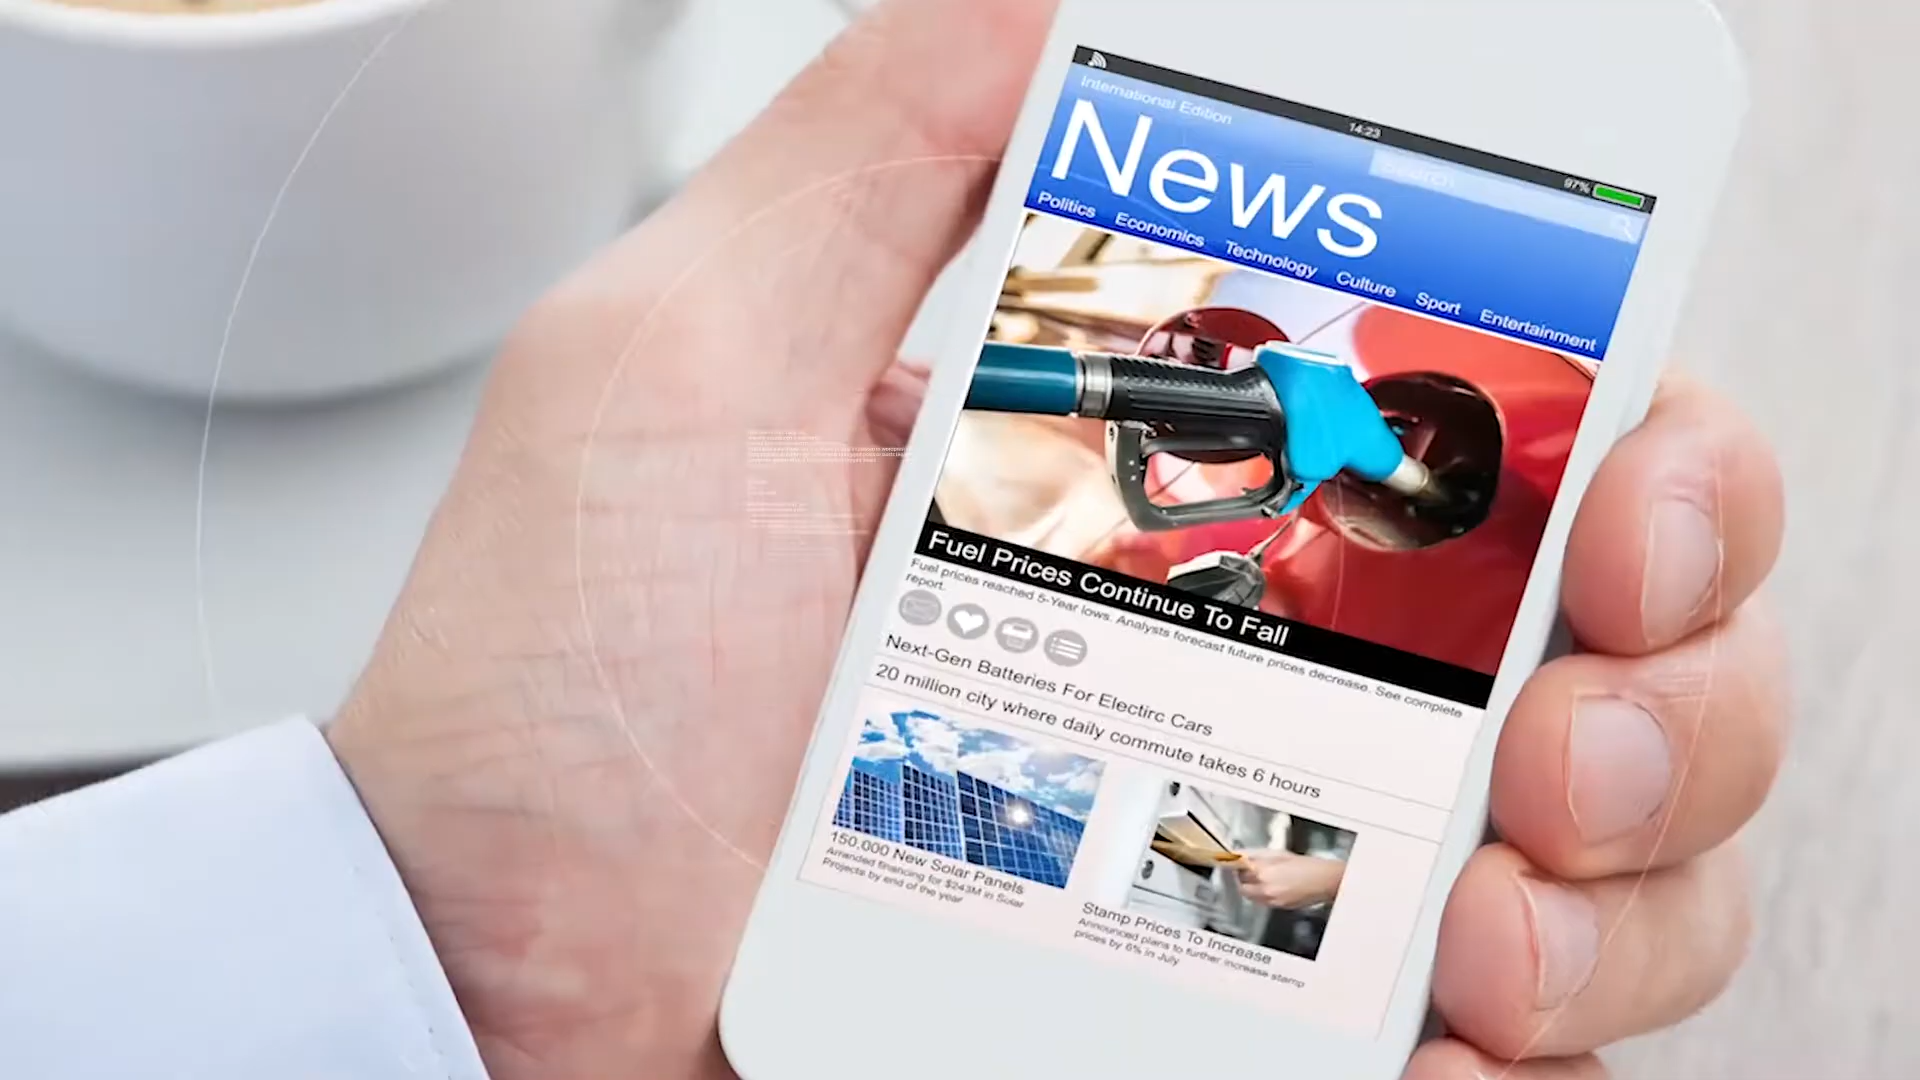 14:23
97%
International Edition
News
Search
Politics Economics Technology Culture Sport Entertainment
Fuel Prices Continue To Fall
Fuel prices reached 5-Year lows. Analysts forecast future prices decrease. See complete
report.
Next-Gen Batteries For Electirc Cars
20 million city where daily commute takes 6 hours
150,000 New Solar Panels
Amended financing for $243M in Solar
Projects by end of the year
Stamp Prices To Increase
Announced plans to further increase stamp
prices by 6% in July